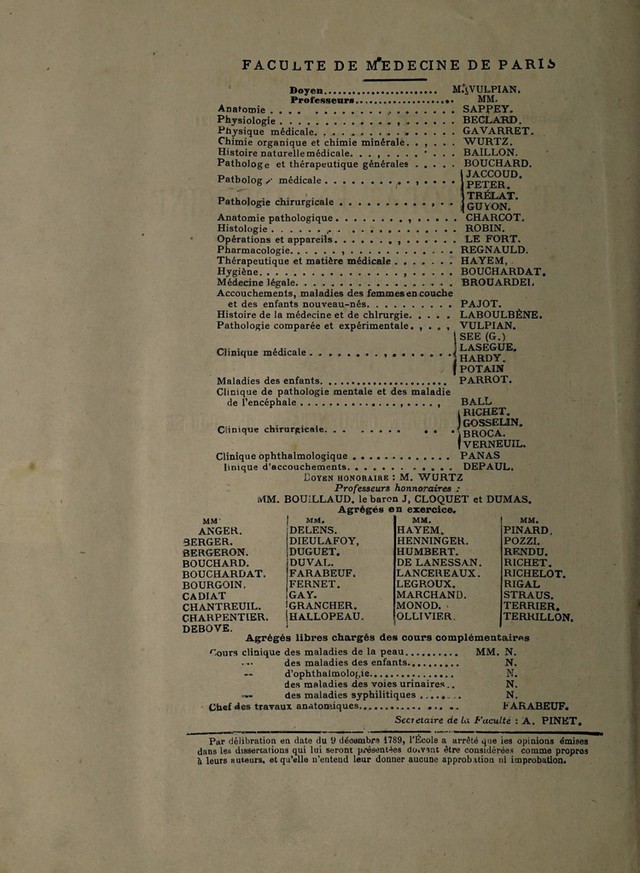 FACULTE DE MEDECINE DE PARIS
Doyen...................... M. VULPIAN.
Professeurs................... MM.
Anatomie . . . . . . . . . . . . . . . . . . SAPPEY.
Physiologie . . . . . . . . . . . . . . . . . BECLARD.
Physique médicale. . . . . . . . . . . . . . GAVARRET.
Chimie organique et chimie minérale. . . . . . WURTZ.
Histoire naturelle médicale. . . . . . . . . . . BAILLON.
Pathologe et thérapeutique générales . . . . . BOUCHARD.
Patholog médicale . . . . . . . . . . . . . JACCOUD.
PETER.
Pathologie chirurgicale . . . . . . . . . . . . TRÉLAT.
GUYON.
Anatomie pathologique . . . . . . . . . . . . . CHARCOT.
Histologie . . . . . . . . . . . . . . . . . . ROBIN.
Opérations et appareils. . . . . . . . . . . . . LE FORT.
Pharmacologie. . . . . . . . . . . . . . . . . REGNAULD.
Thérapeutique et matière médicale . . . . . . . HAYEM.
Hygiène. . . . . . . . . . . . . . . . . . . . BOUCHARDAT.
Médecine légale. . . . . . . . . . . . . . . . . BROUARDEL.
Accouchements, maladies des femmes en couche
et des enfants nouveau-nés. . . . . . . . . . PAJOT.
Histoire de la médecine et de chirurgie. . . . . LABOULBÈNE.
Pathologie comparée et expérimentale. . . . . VULPIAN.
SEE (G.)
Clinique médicale . . . . . . . . . . . . . . . LASEGUE.
HARDY.
POTAIN
Maladies des enfants. . . . . . . . . . . . . . PARROT.
Clinique de pathologie mentale et des maladie
de l'encéphale . . . . . . . . . . . . . . . . BALL
RICHET.
Clinique chirurgicale. . . . . . . . . . . . GOSSELIN.
BROCA.
VERNEUIL.
Clinique ophthalmologique . . . . . . . . . . . PANAS
linique d'accouchements. . . . . . . . . . . . DEPAUL.
DOYEN HONORAIRE : M. WURTZ
Professeurs honnoraires :
MM. BOUILLAUD, le baron J, CLOQUET et DUMAS.
Agrégés en exercice.
MM MM. MM. MM.
ANGER. DELENS. HAYEM. PINARD.
BERGER. DIEULAFOY, HENNINGER. POZZI.
BERGERON. DUGUET. HUMBERT. RENDU.
BOUCHARD. DUVAL. DE LANESSAN. RICHET.
BOUCHARDAT. FARABEUF. LANCEREAUX. RICHELOT.
BOURGOIN. FERNET. LEGROUX. RIGAL
CADIAT GAY. MARCHAND. STRAUS.
CHANTREUIL. GRANCHER. MONOD. TERRIER.
CHARPENTIER. HALLOPEAU. OLLIVIER. TERRILLON.
DEBOVE.
Agrégés libres chargés des cours complémentaires
Cours clinique des maladies de la peau.......... MM. N.
— des maladies des enfants.......... N.
— d'ophthalmologie................ N.
des maladies des voies urinaires.. N.
— des maladies syphilitiques ........ N.
Chef des travaux anatomiques.................. FARABEUF.
Secretaire de la Faculté : A. PINET.
Par délibration en date du 9 décembre 1789, l'École a arrêté que les opinions émises
dans les dissertations qui lui seront présentées doivent être considérées comme propres
à leurs auteurs, et qu'elle n'entend leur donner aucune approbation ni improbation.